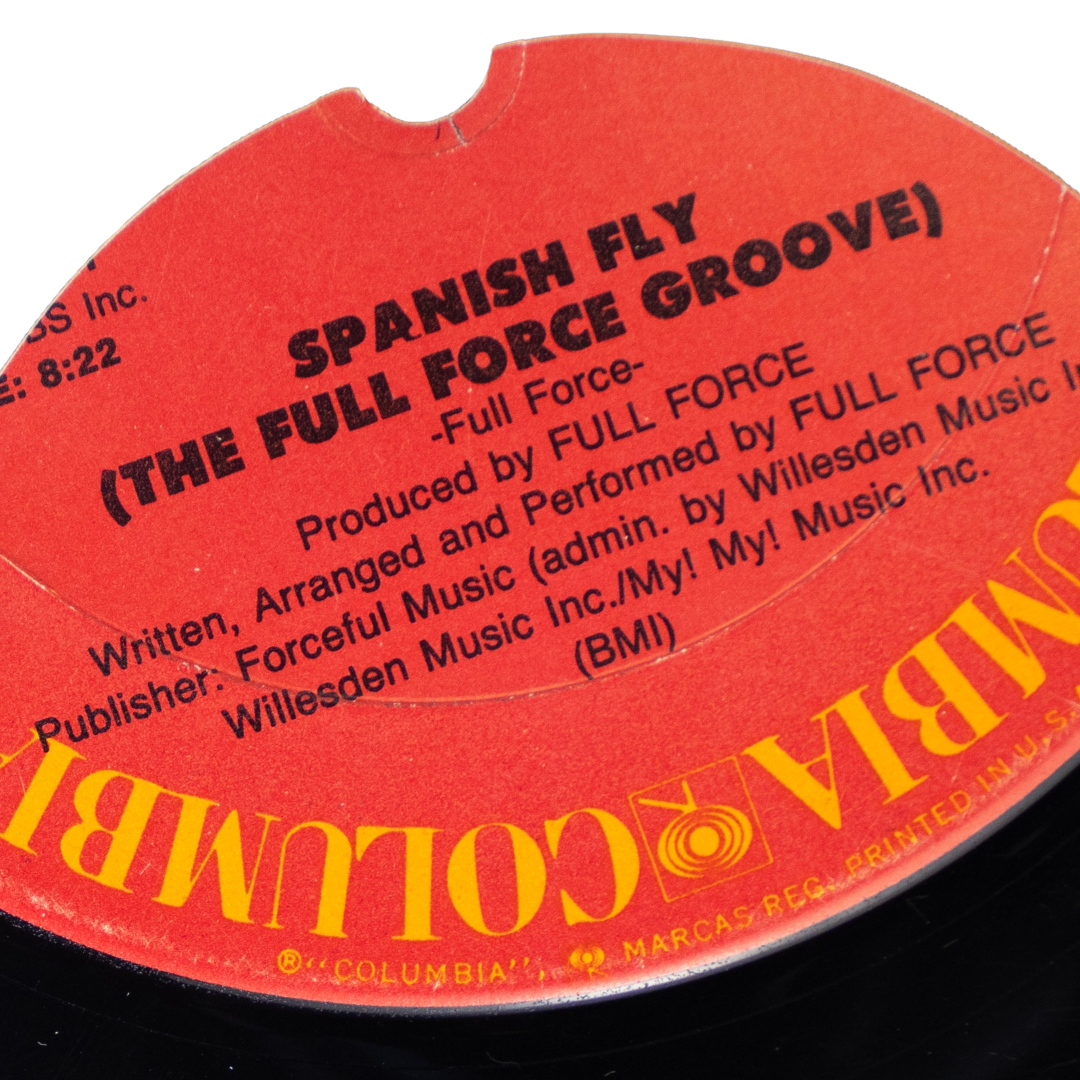 BS Inc.
E: 8:22
SPANISH FLY
(THE FULL FORCE GROOVE)
-Full Force-
Produced by FULL FORCE
Written, Arranged and Performed by FULL FORCE
Publisher: Forceful Music (admin. by Willesden Music In
Willesden Music Inc./My! My! Music Inc.
(BMI)
COLUMBIA
UMBIA
® “COLUMBIA”, MARCAS REG. PRINTED IN U.S.